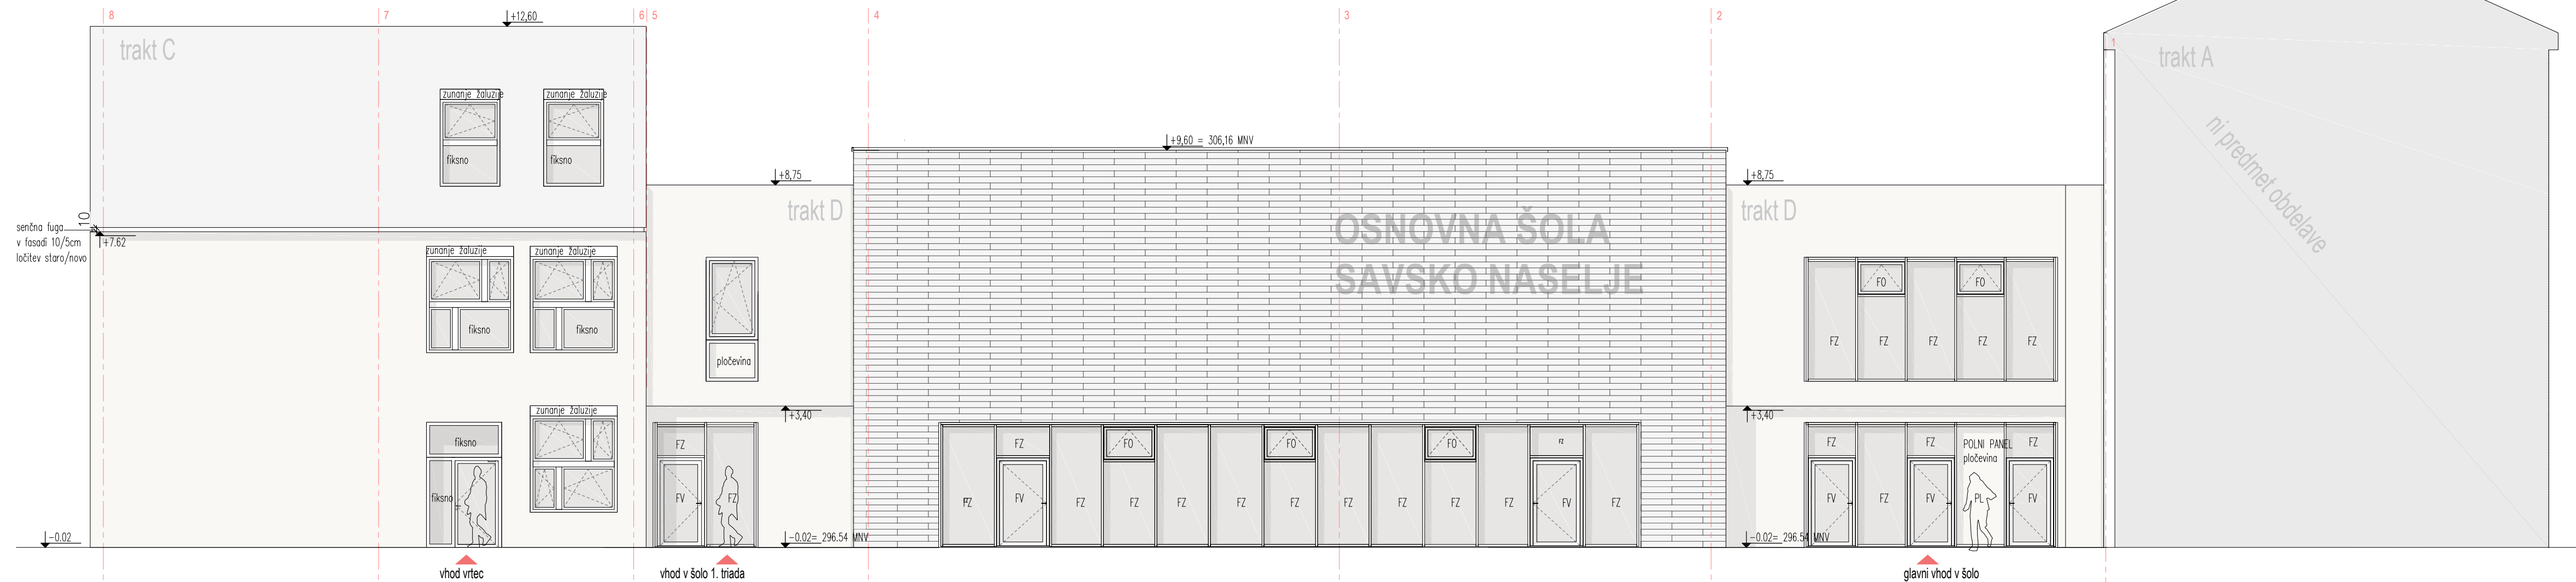 8
7
6
5
4
3
2
1
+12,60
trakt C
trakt A
zunanje žaluzije
zunanje žaluzije
fiksno
fiksno
ni predmet obdelave
+9,60 = 306,16 MNV
+8,75
+8,75
trakt D
trakt D
10
senčna fuga
v fasadi 10/5cm
ločitev staro/novo
+7.62
OSNOVNA ŠOLA
SAVSKO NASELJE
zunanje žaluzije
zunanje žaluzije
fiksno
fiksno
pločevina
FO
FO
FZ
FZ
FZ
FZ
FZ
zunanje žaluzije
+3,40
+3,40
fiksno
FZ
FZ
FO
FO
FO
FZ
FZ
FZ
POLNI PANEL
pločevina
FZ
fiksno
FV
FZ
FZ
FV
FZ
FZ
FZ
FZ
FZ
FZ
FZ
FZ
FZ
FV
FZ
FV
FZ
FV
PL
FV
-0.02
-0.02= 296.54 MNV
-0.02= 296.54 MNV
vhod vrtec
vhod v šolo 1. triada
glavni vhod v šolo